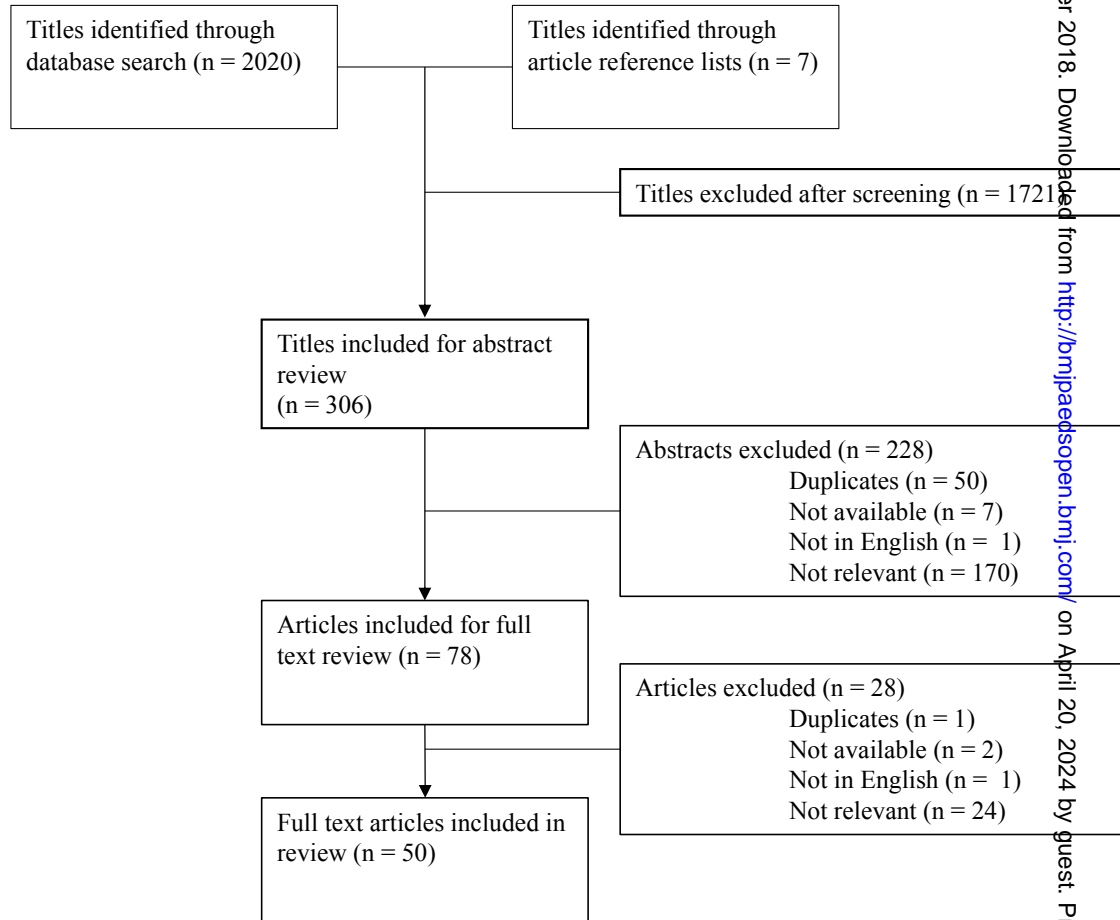 Titles identified through
database search (n = 2020)
Titles identified through
article reference lists (n = 7)
Titles excluded after screening (n = 1721)
Titles included for abstract
review
(n = 306)
Abstracts excluded (n = 228)
Duplicates (n = 50)
Not available (n = 7)
Not in English (n =  1)
Not relevant (n = 170)
Articles included for full
text review (n = 78)
Articles excluded (n = 28)
Duplicates (n = 1)
Not available (n = 2)
Not in English (n =  1)
Not relevant (n = 24)
Full text articles included in
review (n = 50)
2018. Downloaded from http://bmjpaedsopen.bmj.com/ on April 20, 2024 by guest.